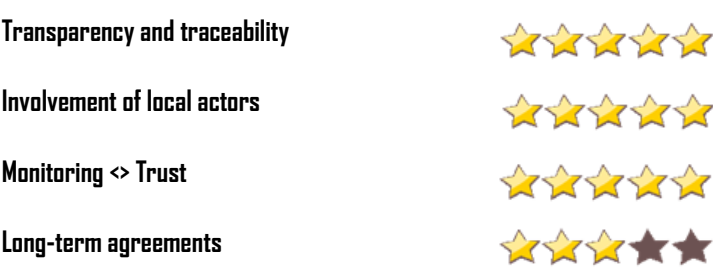 Transparency and traceability
Involvement of local actors
Monitoring <> Trust
Long-term agreements